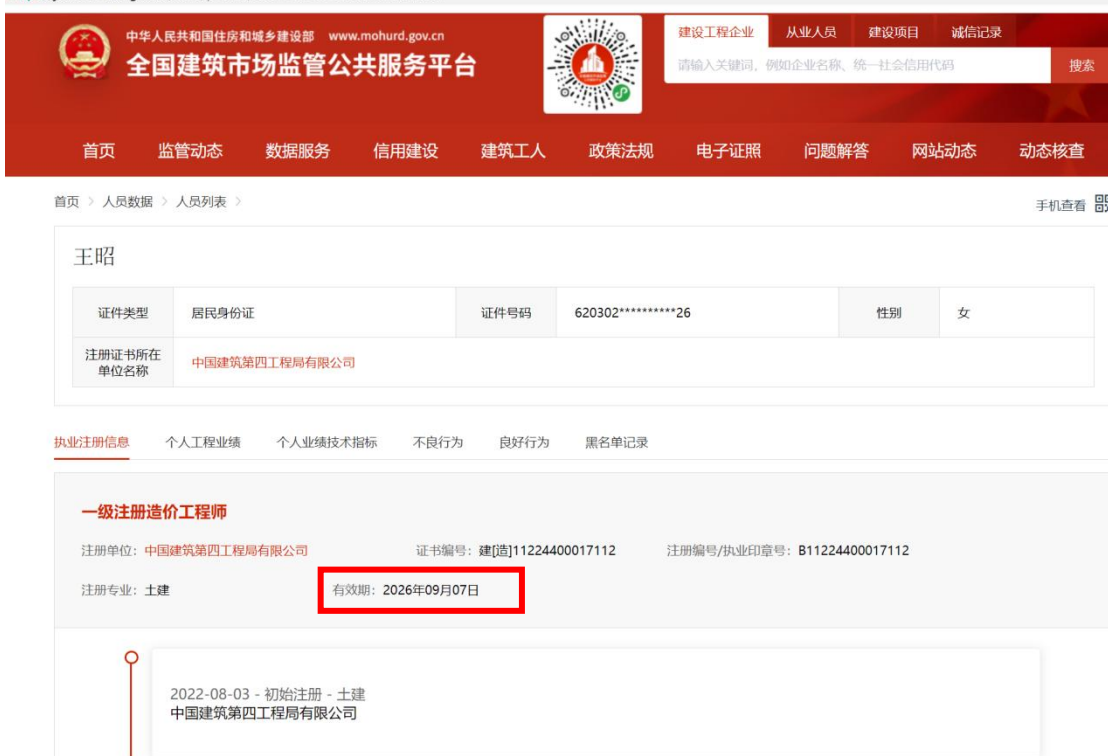 中华人民共和国住房和城乡建设部 www.mohurd.gov.cn
全国建筑市场监管公共服务平台
建设工程企业 从业人员 建设项目 诚信记录
请输入关键词，例如企业名称、统一社会信用代码 搜索
首页 监管动态 数据服务 信用建设 建筑工人 政策法规 电子证照 问题解答 网站动态 动态核查
首页 > 人员数据 > 人员列表 >
手机查看
王昭
证件类型 居民身份证 证件号码 620302**********26 性别 女
注册证书所在
单位名称 中国建筑第四工程局有限公司
执业注册信息 个人工程业绩 个人业绩技术指标 不良行为 良好行为 黑名单记录
一级注册造价工程师
注册单位：中国建筑第四工程局有限公司 证书编号：建[造]11224400017112 注册编号/执业印章号：B11224400017112
注册专业：土建 有效期：2026年09月07日
2022-08-03 - 初始注册 - 土建
中国建筑第四工程局有限公司